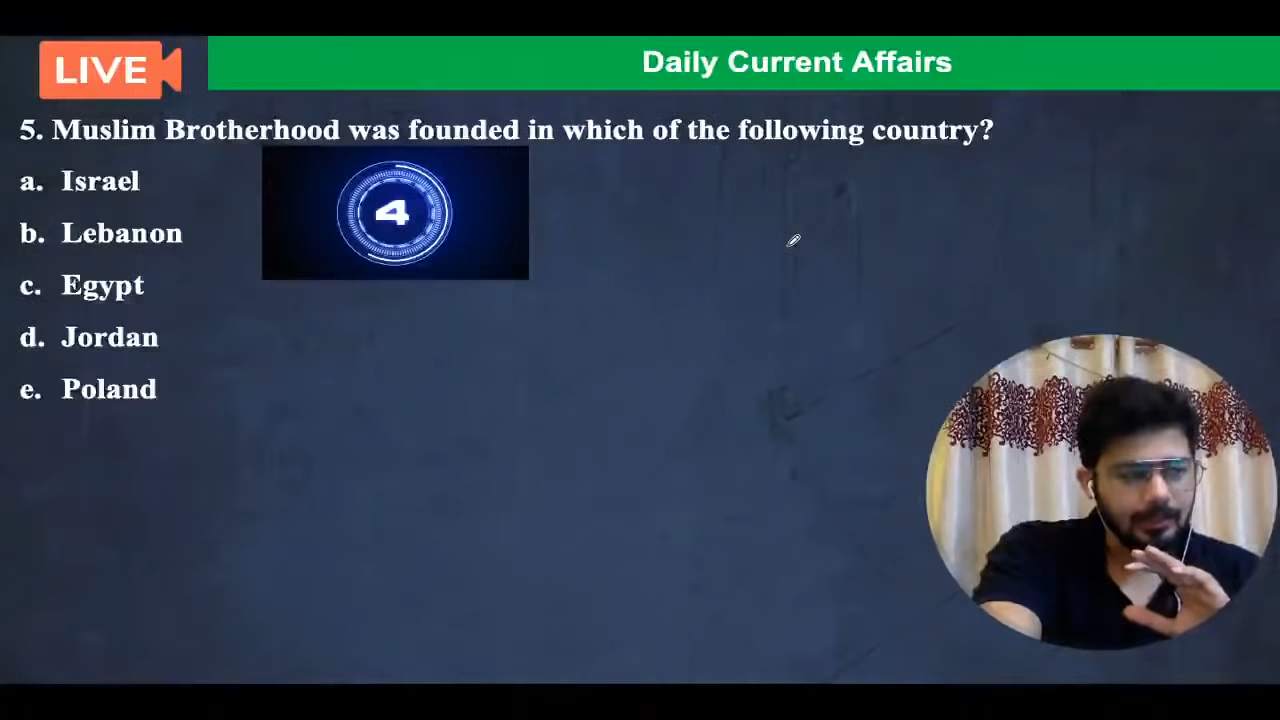 LIVE
Daily Current Affairs
5. Muslim Brotherhood was founded in which of the following country?
a. Israel
4
b. Lebanon
c. Egypt
d. Jordan
e. Poland